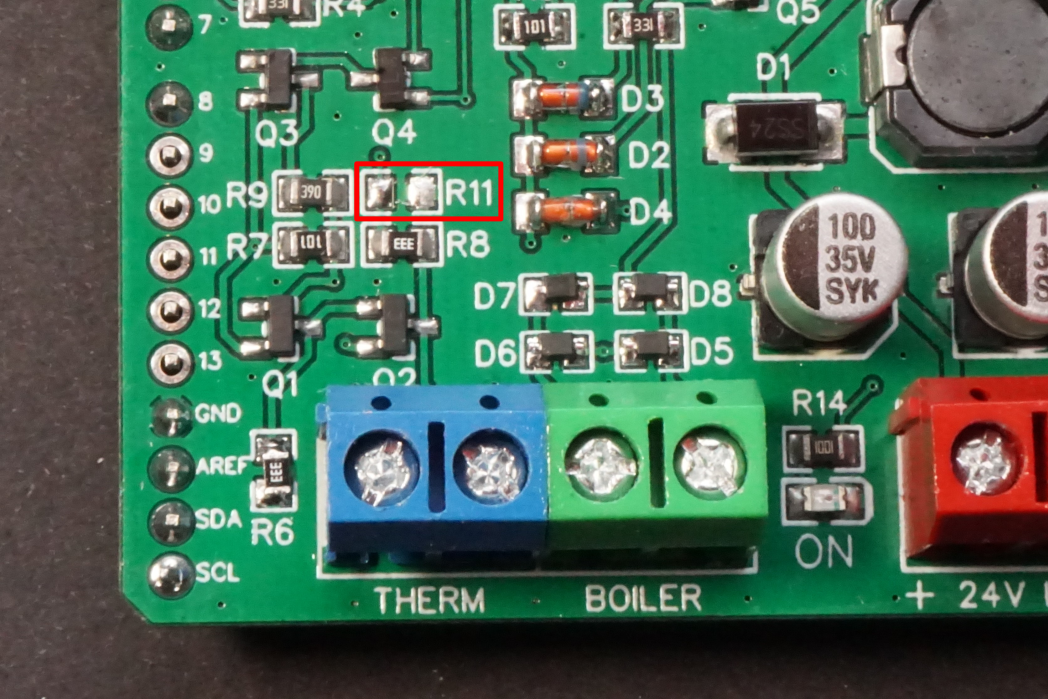 7
331
R4
101
331
Q5
8
Q3
Q4
D3
D1
SS24
9
D2
10
R9
390
R11
D4
11
R7
101
333
R8
100
35V
SYK
12
D7
D8
13
D6
D5
Q1
Q2
GND
R14
AREF
333
1001
SDA
R6
ON
SCL
THERM
BOILER
+ 24V